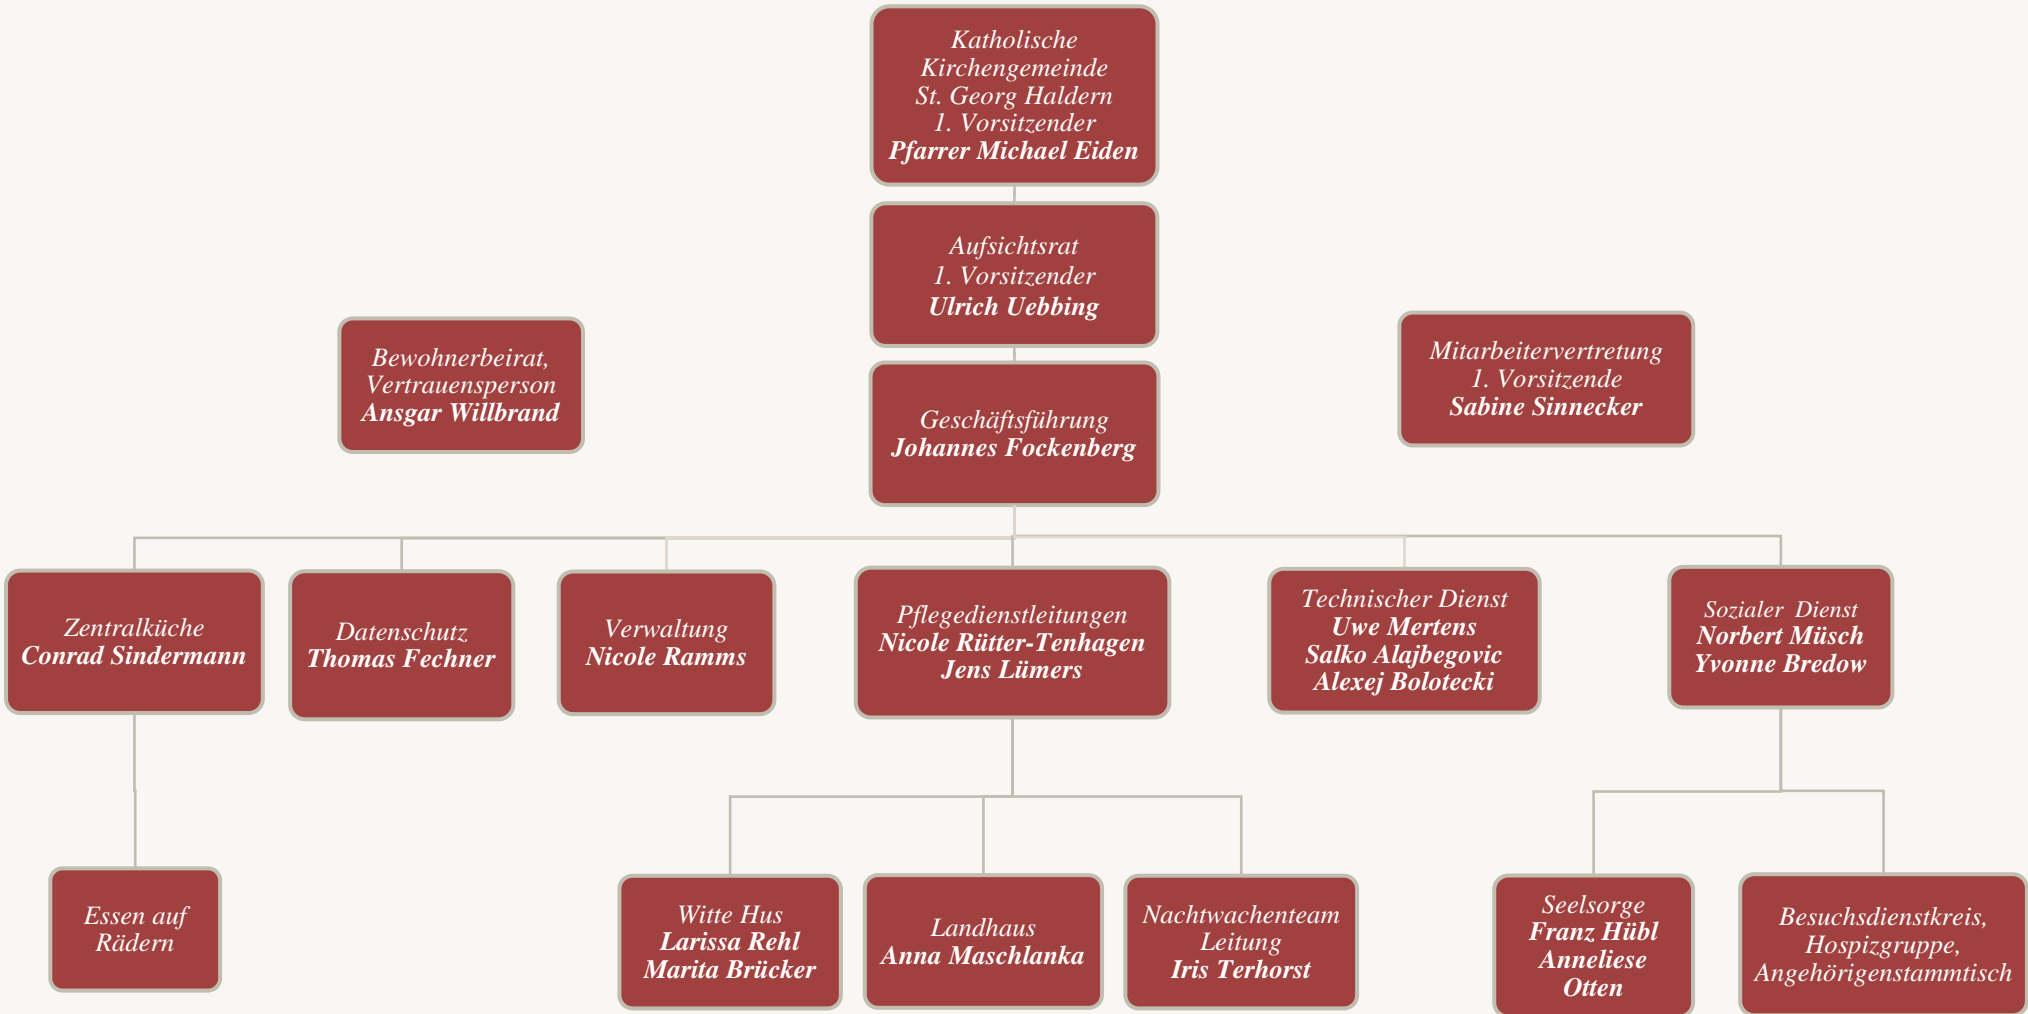 Katholische
Kirchengemeinde
St. Georg Haldern
1. Vorsitzender
Pfarrer Michael Eiden
Aufsichtsrat
1. Vorsitzender
Ulrich Uebbing
Bewohnerbeirat,
Vertrauensperson
Ansgar Willbrand
Mitarbeitervertretung
1. Vorsitzende
Sabine Sinnecker
Geschäftsführung
Johannes Fockenberg
Zentralküche
Conrad Sindermann
Datenschutz
Thomas Fechner
Verwaltung
Nicole Ramms
Pflegedienstleitungen
Nicole Rütter-Tenhagen
Jens Lümers
Technischer Dienst
Uwe Mertens
Salko Alajbegovic
Alexej Bolotecki
Sozialer Dienst
Norbert Müsch
Yvonne Bredow
Essen auf
Rädern
Witte Hus
Larissa Rehl
Marita Brücker
Landhaus
Anna Maschlanka
Nachtwachenteam
Leitung
Iris Terhorst
Seelsorge
Franz Hübl
Anneliese
Otten
Besuchsdienstkreis,
Hospizgruppe,
Angehörigenstammtisch